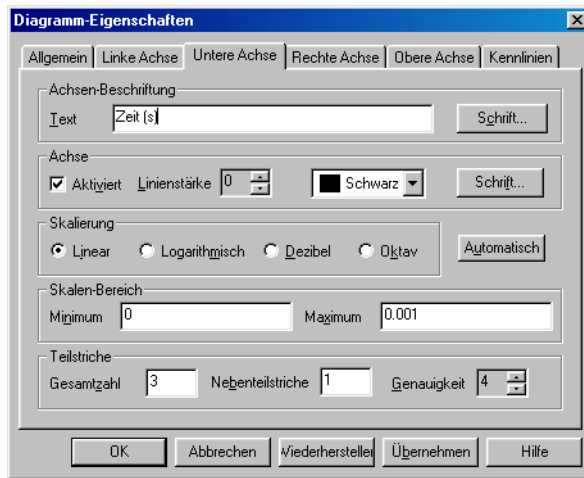 Diagramm-Eigenschaften
Allgemein Linke Achse Untere Achse Rechte Achse Obere Achse Kennlinien
Achsen-Beschriftung
Text Zeit (s) Schrift...
Achse
Aktiviert Linienstärke 0 Schwarz Schrift...
Skalierung
Linear Logarithmisch Dezibel Oktav Automatisch
Skalen-Bereich
Minimum 0 Maximum 0.001
Teilstriche
Gesamtzahl 3 Nebenteilstriche 1 Genauigkeit 4
OK Abbrechen Wiederhersteller Übernehmen Hilfe